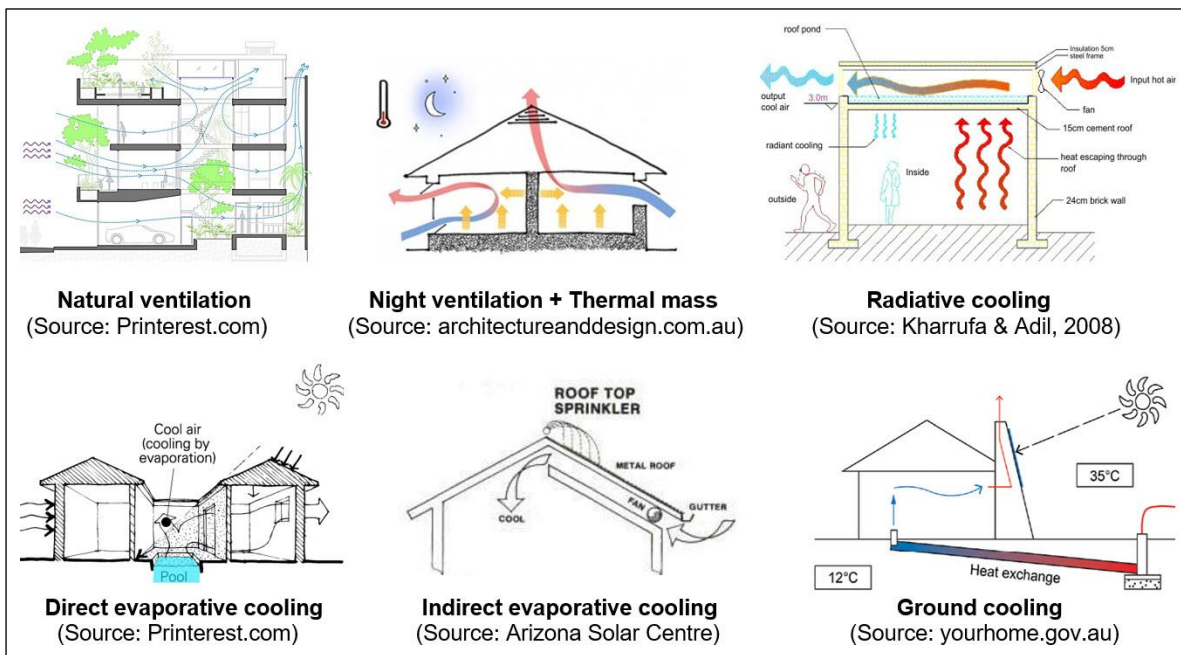 Natural ventilation
(Source: Printerest.com)
Night ventilation + Thermal mass
(Source: architectureanddesign.com.au)
roof pond
Insulation 5cm
steel frame
Input hot air
output
cool air
3.0m
fan
15cm cement roof
radiant cooling
heat escaping through
roof
Inside
outside
24cm brick wall
Radiative cooling
(Source: Kharrufa & Adil, 2008)
Cool air
(cooling by
evaporation)
Pool
Direct evaporative cooling
(Source: Printerest.com)
ROOF TOP
SPRINKLER
METAL ROOF
FAN
GUTTER
COOL
Indirect evaporative cooling
(Source: Arizona Solar Centre)
35°C
12°C
Heat exchange
Ground cooling
(Source: yourhome.gov.au)